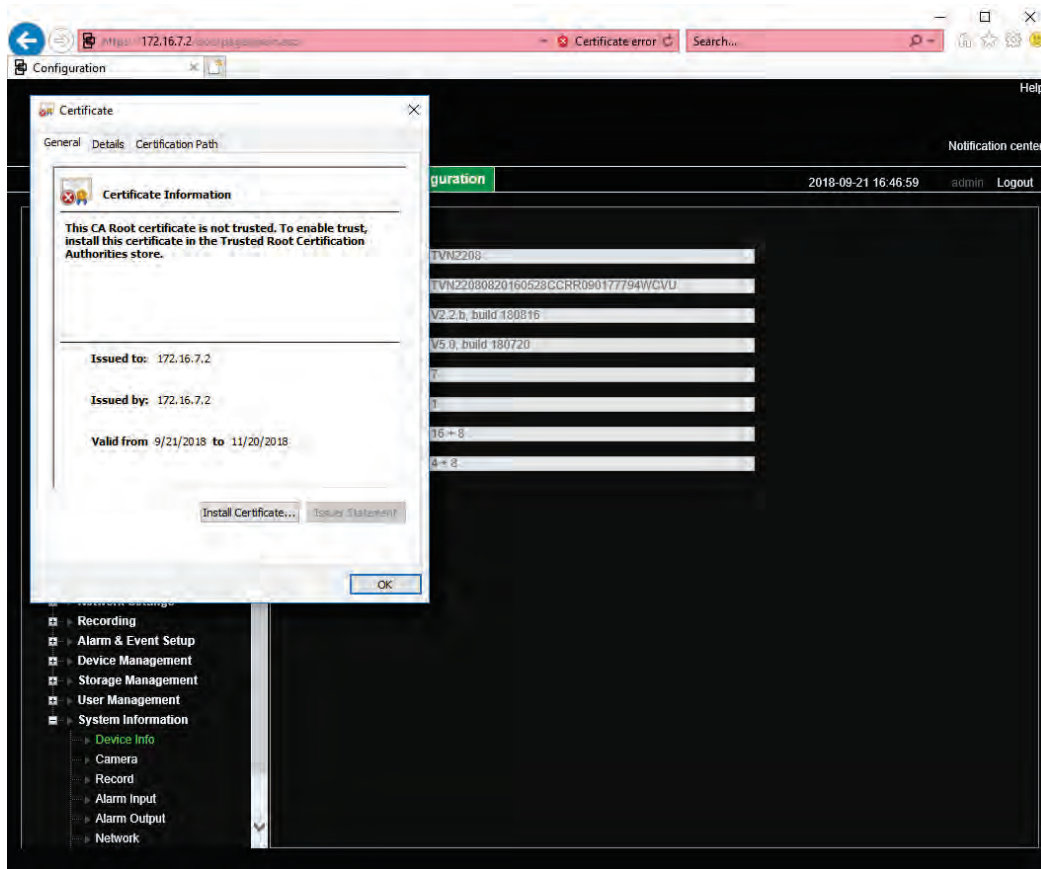 https://172.16.7.2
Certificate error
Search...
Configuration
Help
Certificate
General Details Certification Path
Notification center
Certificate Information
guration
2018-09-21 16:46:59 admin Logout
This CA Root certificate is not trusted. To enable trust,
install this certificate in the Trusted Root Certification
Authorities store.
TVN2208
TVN22080820160528CCRR090177794WCVU
V2.2.b, build 180816
V5.0, build 180720
Issued to: 172.16.7.2
7
Issued by: 172.16.7.2
1
Valid from 9/21/2018 to 11/20/2018
16 + 8
4 + 8
Install Certificate... Issuer Statement
OK
Network Settings
Recording
Alarm & Event Setup
Device Management
Storage Management
User Management
System Information
Device Info
Camera
Record
Alarm Input
Alarm Output
Network